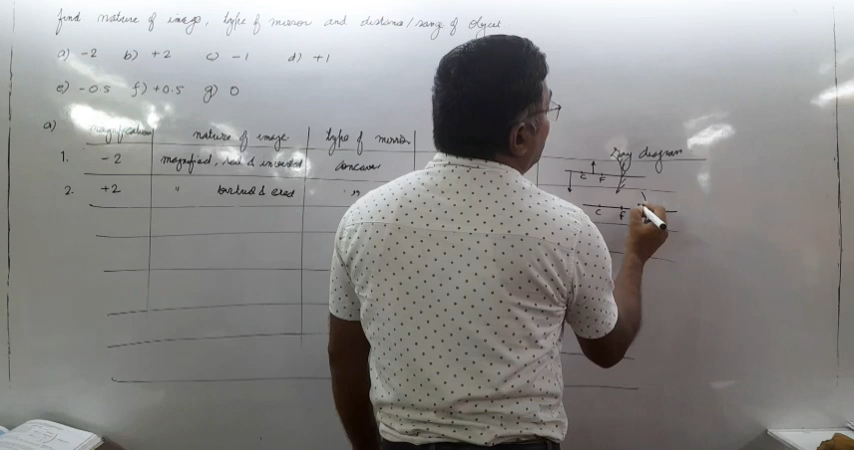 find nature of image, type of mirror and distance/range of object
a) -2 b) +2 c) -1 d) +1
e) -0.5 f) +0.5 g) 0
a) magnification nature of image type of mirror ray diagram
1. -2 magnified, real & inverted concave C F
2. +2 " virtual & erect " C F